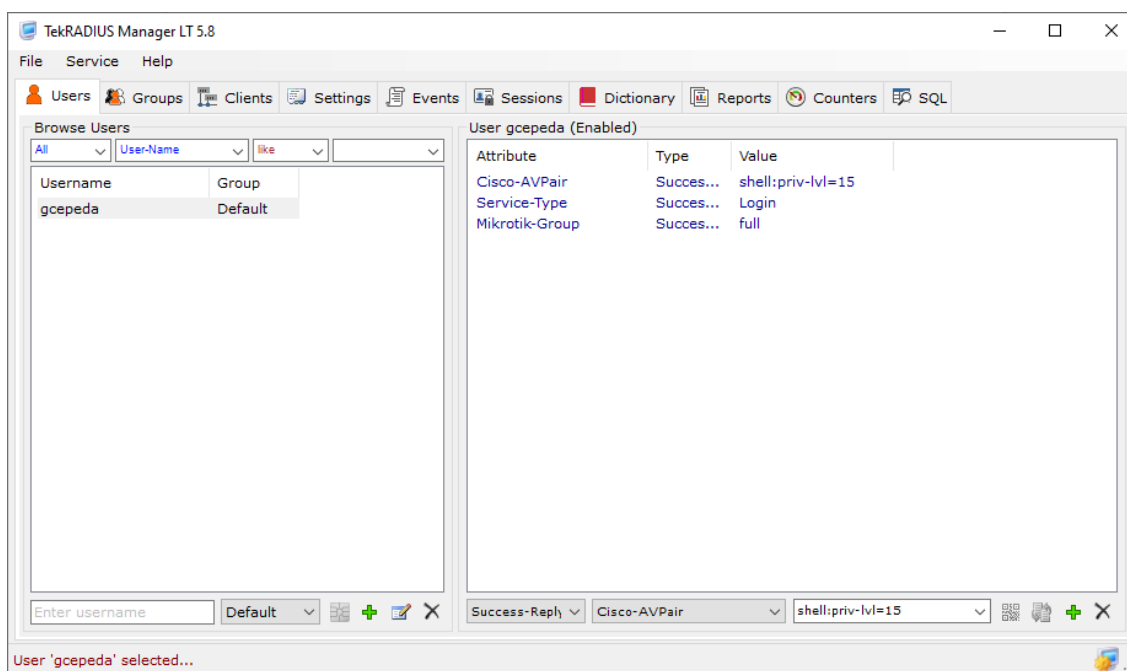 TekRADIUS Manager LT 5.8
File Service Help
Users Groups Clients Settings Events Sessions Dictionary Reports Counters SQL
Browse Users
All User-Name like
Username Group
gcepeda Default
Enter username Default
User gcepeda (Enabled)
Attribute Type Value
Cisco-AVPair Succes... shell:priv-lvl=15
Service-Type Succes... Login
Mikrotik-Group Succes... full
Success-Reply Cisco-AVPair shell:priv-lvl=15
User 'gcepeda' selected...